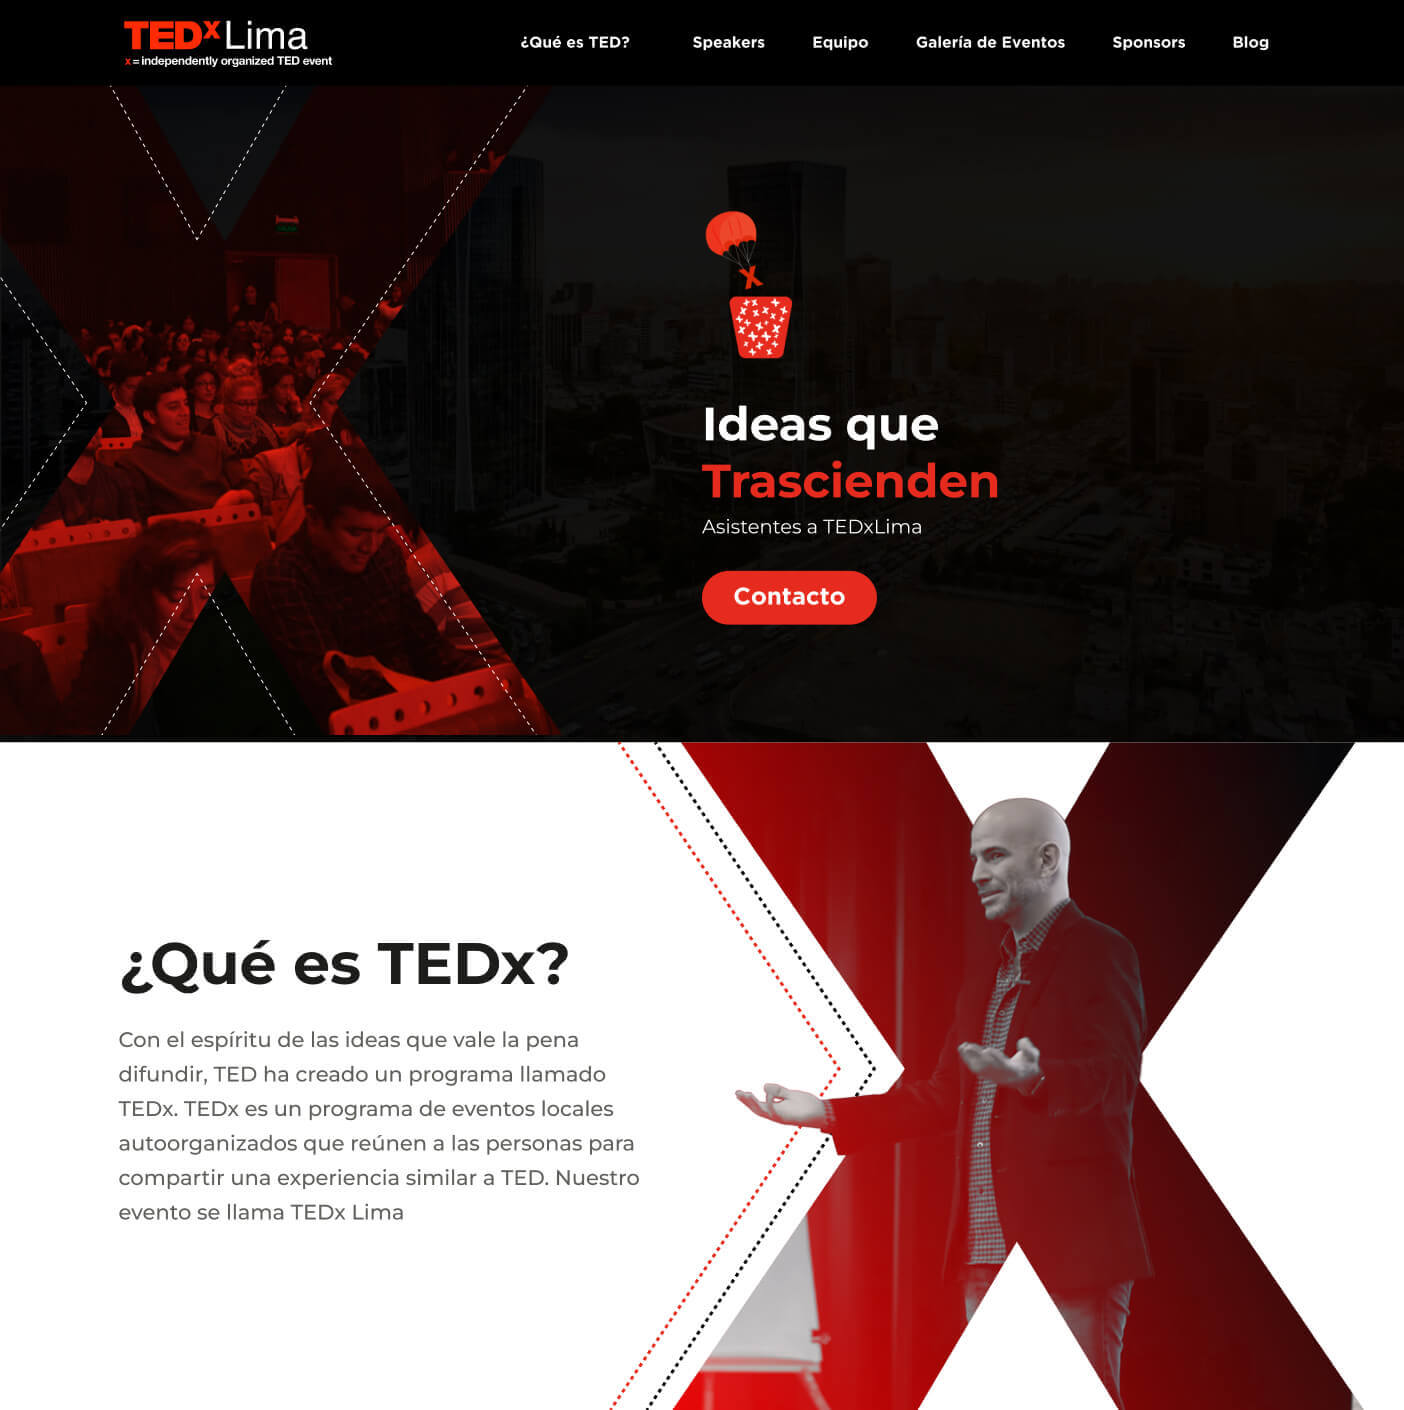 TEDx Lima
x = independently organized TED event
¿Qué es TED? Speakers Equipo Galería de Eventos Sponsors Blog
x
Ideas que
Trascienden
Asistentes a TEDxLima
Contacto
¿Qué es TEDx?
Con el espíritu de las ideas que vale la pena
difundir, TED ha creado un programa llamado
TEDx. TEDx es un programa de eventos locales
autoorganizados que reúnen a las personas para
compartir una experiencia similar a TED. Nuestro
evento se llama TEDx Lima